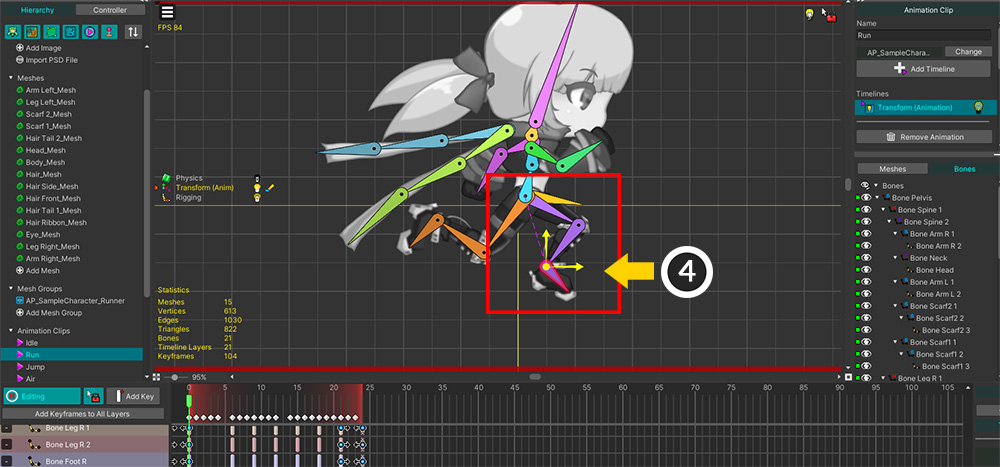 Hierarchy
Controller
Add Image
Import PSD File
Meshes
Arm Left_Mesh
Leg Left_Mesh
Scarf 2_Mesh
Scarf 1_Mesh
Hair Tail 2_Mesh
Head_Mesh
Body_Mesh
Hair_Mesh
Hair Side_Mesh
Hair Front_Mesh
Hair Tail 1_Mesh
Hair Ribbon_Mesh
Eye_Mesh
Leg Right_Mesh
Arm Right_Mesh
Add Mesh
Mesh Groups
AP_SampleCharacter_Runner
Add Mesh Group
Animation Clips
Idle
Run
Jump
Air
FPS 84
Physics
Transform (Anim)
Rigging
4
Statistics
Meshes 15
Vertices 613
Edges 1030
Triangles 822
Bones 21
Timeline Layers 21
Keyframes 104
95%
Animation Clip
Name
Run
AP_SampleChara..
Change
Add Timeline
Timelines
Transform (Animation)
Remove Animation
Meshes
Bones
Bones
Bone Pelvis
Bone Spine 1
Bone Spine 2
Bone Arm R 1
Bone Arm R 2
Bone Neck
Bone Head
Bone Arm L 1
Bone Arm L 2
Bone Scarf2 1
Bone Scarf2 2
Bone Scarf2 3
Bone Scarf1 1
Bone Scarf1 2
Bone Scarf1 3
Bone Leg R 1
Editing
Add Key
Add Keyframes to All Layers
0 5 10 15 20 25 30 35 40 45 50 55 60 65 70 75 80 85 90 95 100 105
Bone Leg R 1
Bone Leg R 2
Bone Foot R